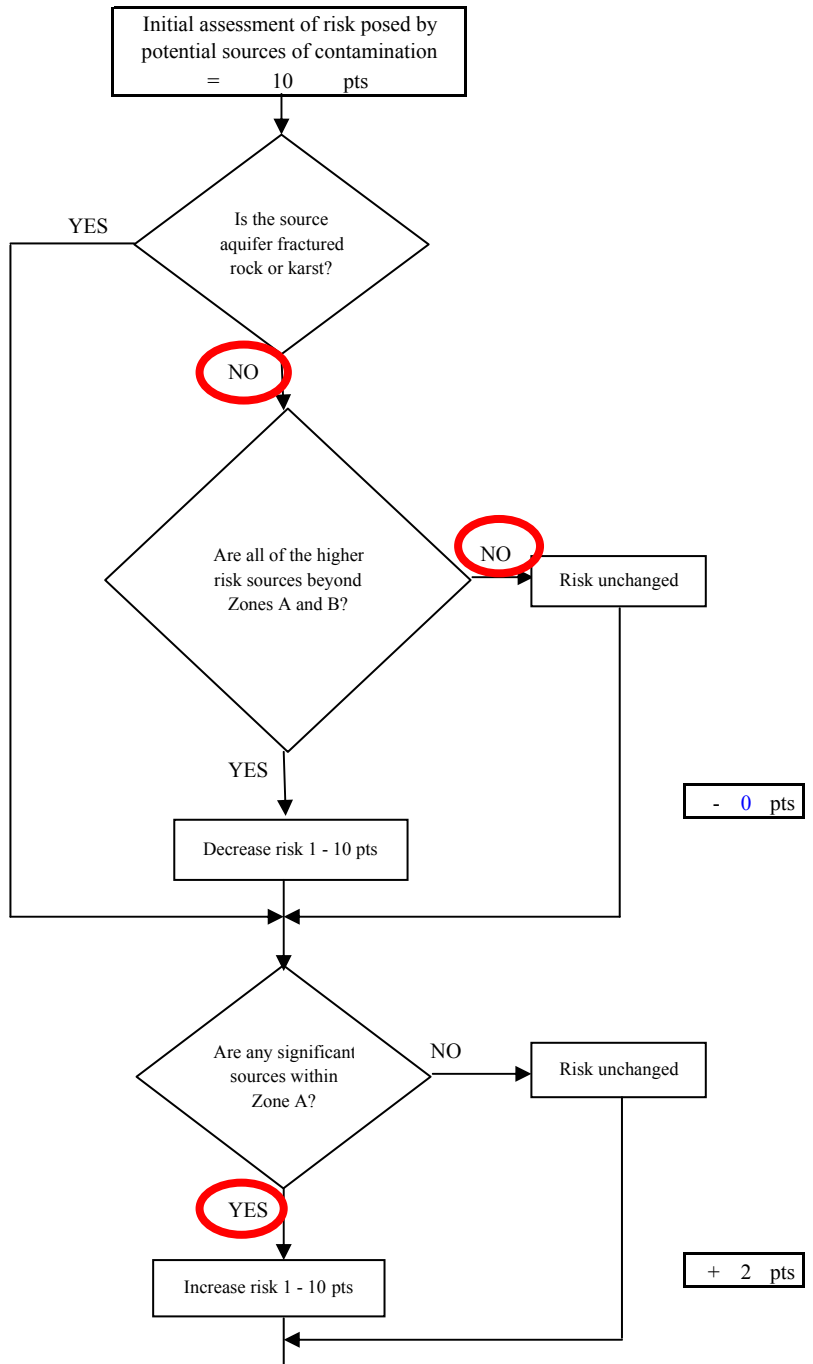 Initial assessment of risk posed by
potential sources of contamination
= 10 pts
YES
Is the source
aquifer fractured
rock or karst?
NO
Are all of the higher
risk sources beyond
Zones A and B?
NO
Risk unchanged
YES
- 0 pts
Decrease risk 1 - 10 pts
Are any significant
sources within
Zone A?
NO
Risk unchanged
YES
+ 2 pts
Increase risk 1 - 10 pts